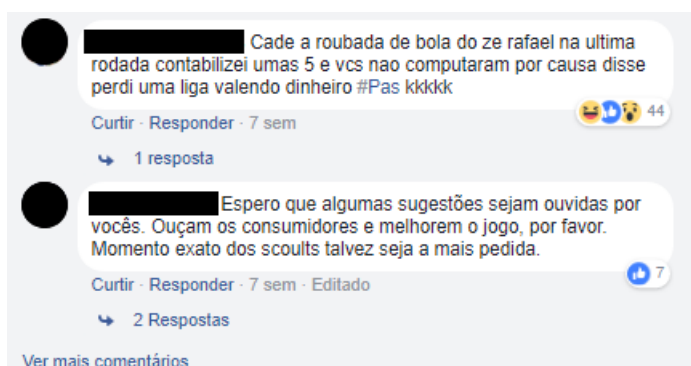 Cade a roubada de bola do ze rafael na ultima
rodada contabilizei umas 5 e vcs nao computaram por causa disse
perdi uma liga valendo dinheiro #Pas kkkkk
44
Curtir · Responder · 7 sem
1 resposta
Espero que algumas sugestões sejam ouvidas por
vocês. Ouçam os consumidores e melhorem o jogo, por favor.
Momento exato dos scoults talvez seja a mais pedida.
7
Curtir · Responder · 7 sem · Editado
2 Respostas
Ver mais comentários